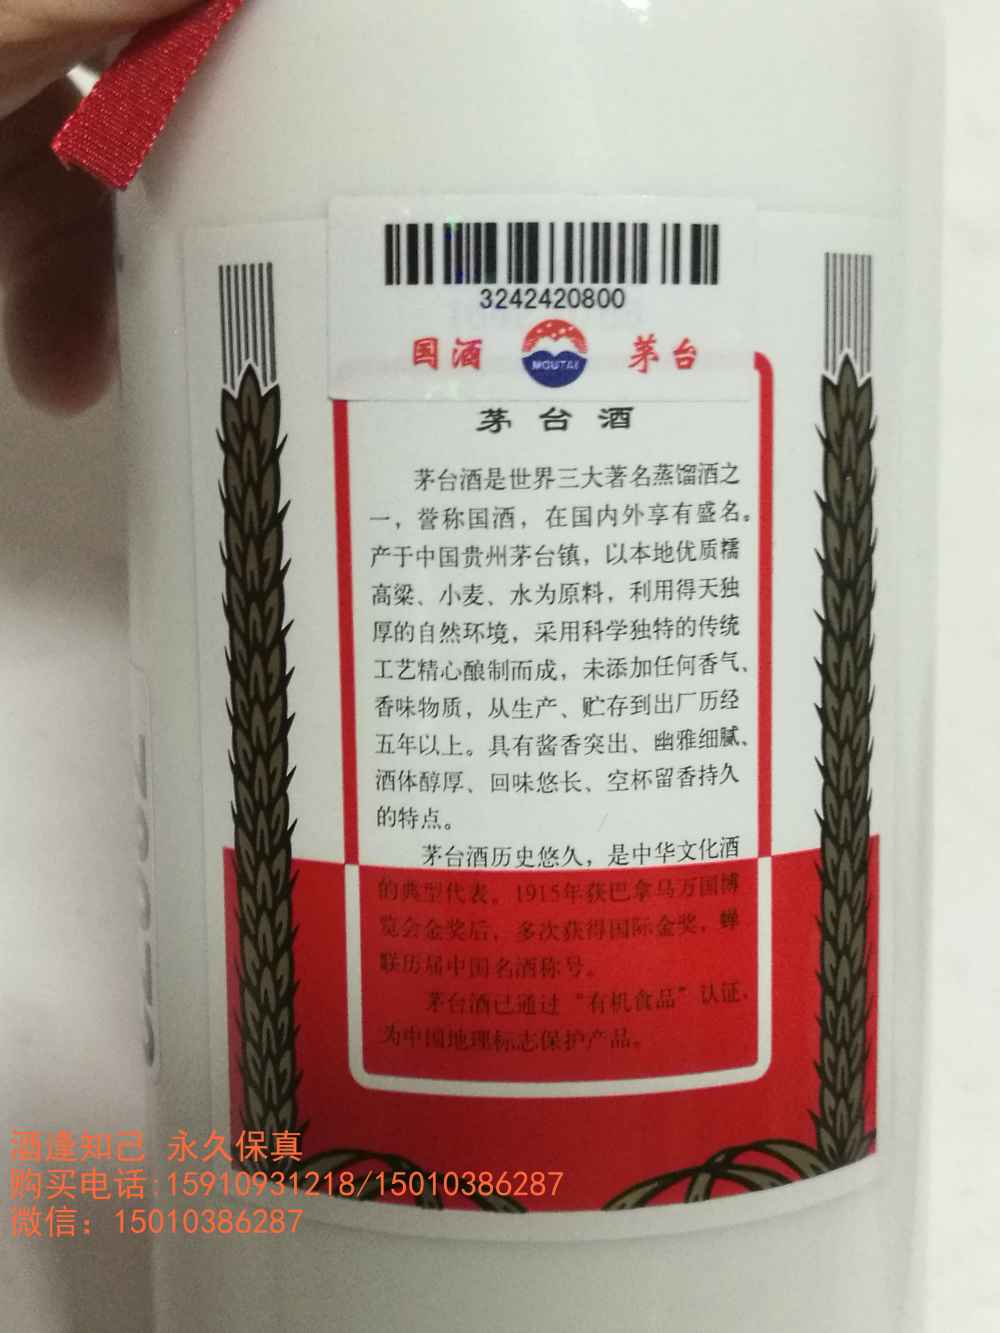 3242420800
国酒 MOUTAI 茅台
茅台酒
茅台酒是世界三大著名蒸馏酒之
一，誉称国酒，在国内外享有盛名。
产于中国贵州茅台镇，以本地优质糯
高粱、小麦、水为原料，利用得天独
厚的自然环境，采用科学独特的传统
工艺精心酿制而成，未添加任何香气、
香味物质，从生产、贮存到出厂历经
五年以上。具有酱香突出、幽雅细腻、
酒体醇厚、回味悠长、空杯留香持久
的特点。
茅台酒历史悠久，是中华文化酒
的典型代表。1915年获巴拿马万国博
览会金奖后，多次获得国际金奖，蝉
联历届中国名酒称号。
茅台酒已通过“有机食品”认证，
为中国地理标志保护产品。
酒逢知己 永久保真
购买电话:15910931218/15010386287
微信：15010386287